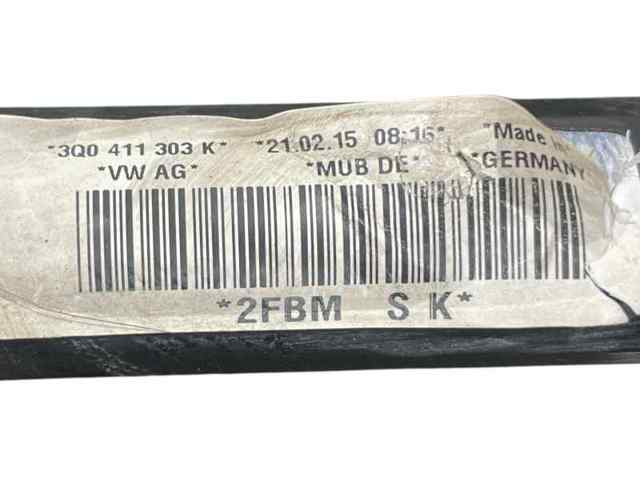 *3Q0 411 303 K* *21.02.15 08:16* *Made in
*VW AG* *MUB DE* *GERMANY
*2FBM S K*